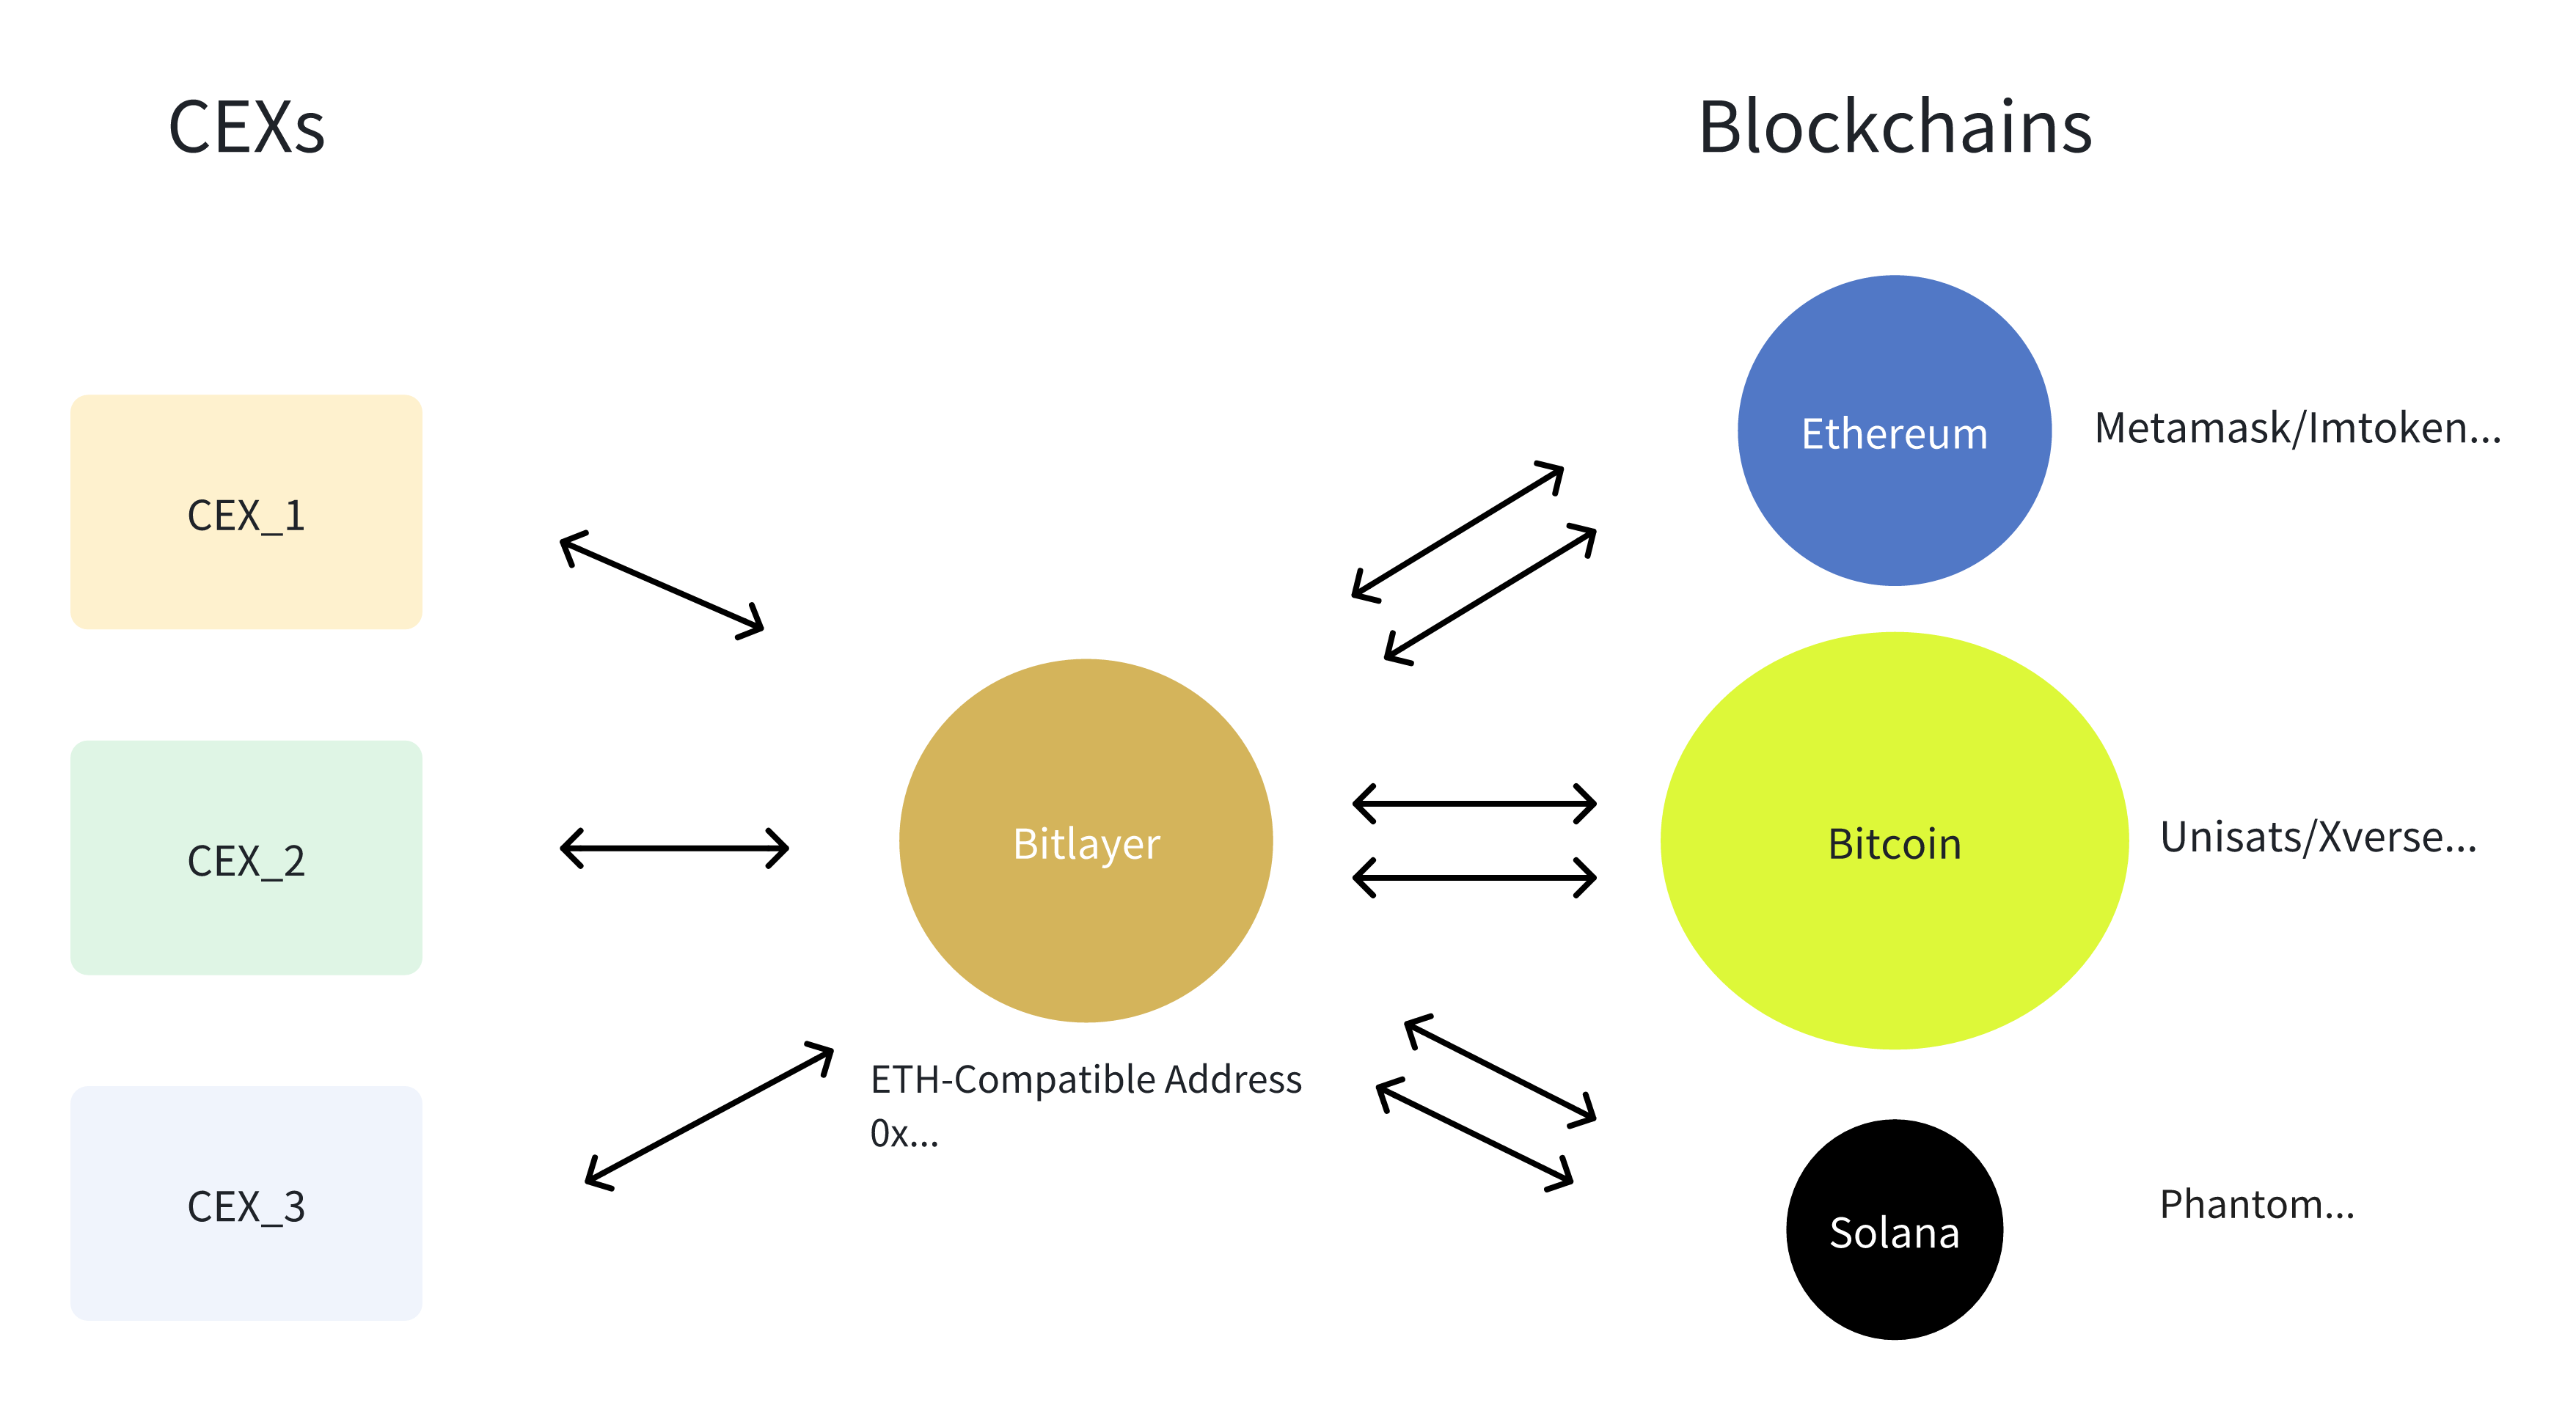 CEXs
Blockchains
Ethereum
Metamask/Imtoken...
CEX_1
Bitlayer
Bitcoin
Unisats/Xverse...
CEX_2
ETH-Compatible Address
0x...
CEX_3
Solana
Phantom...